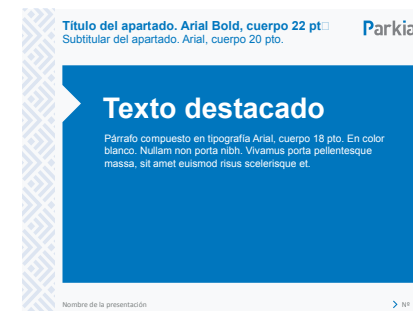 Título del apartado. Arial Bold, cuerpo 22 pt
Subtitular del apartado. Arial, cuerpo 20 pto.
Parkia
Texto destacado
Párrafo compuesto en tipografía Arial, cuerpo 18 pto. En color
blanco. Nullam non porta nibh. Vivamus porta pellentesque
massa, sit amet euismod risus scelerisque et.
Nombre de la presentación
Nº